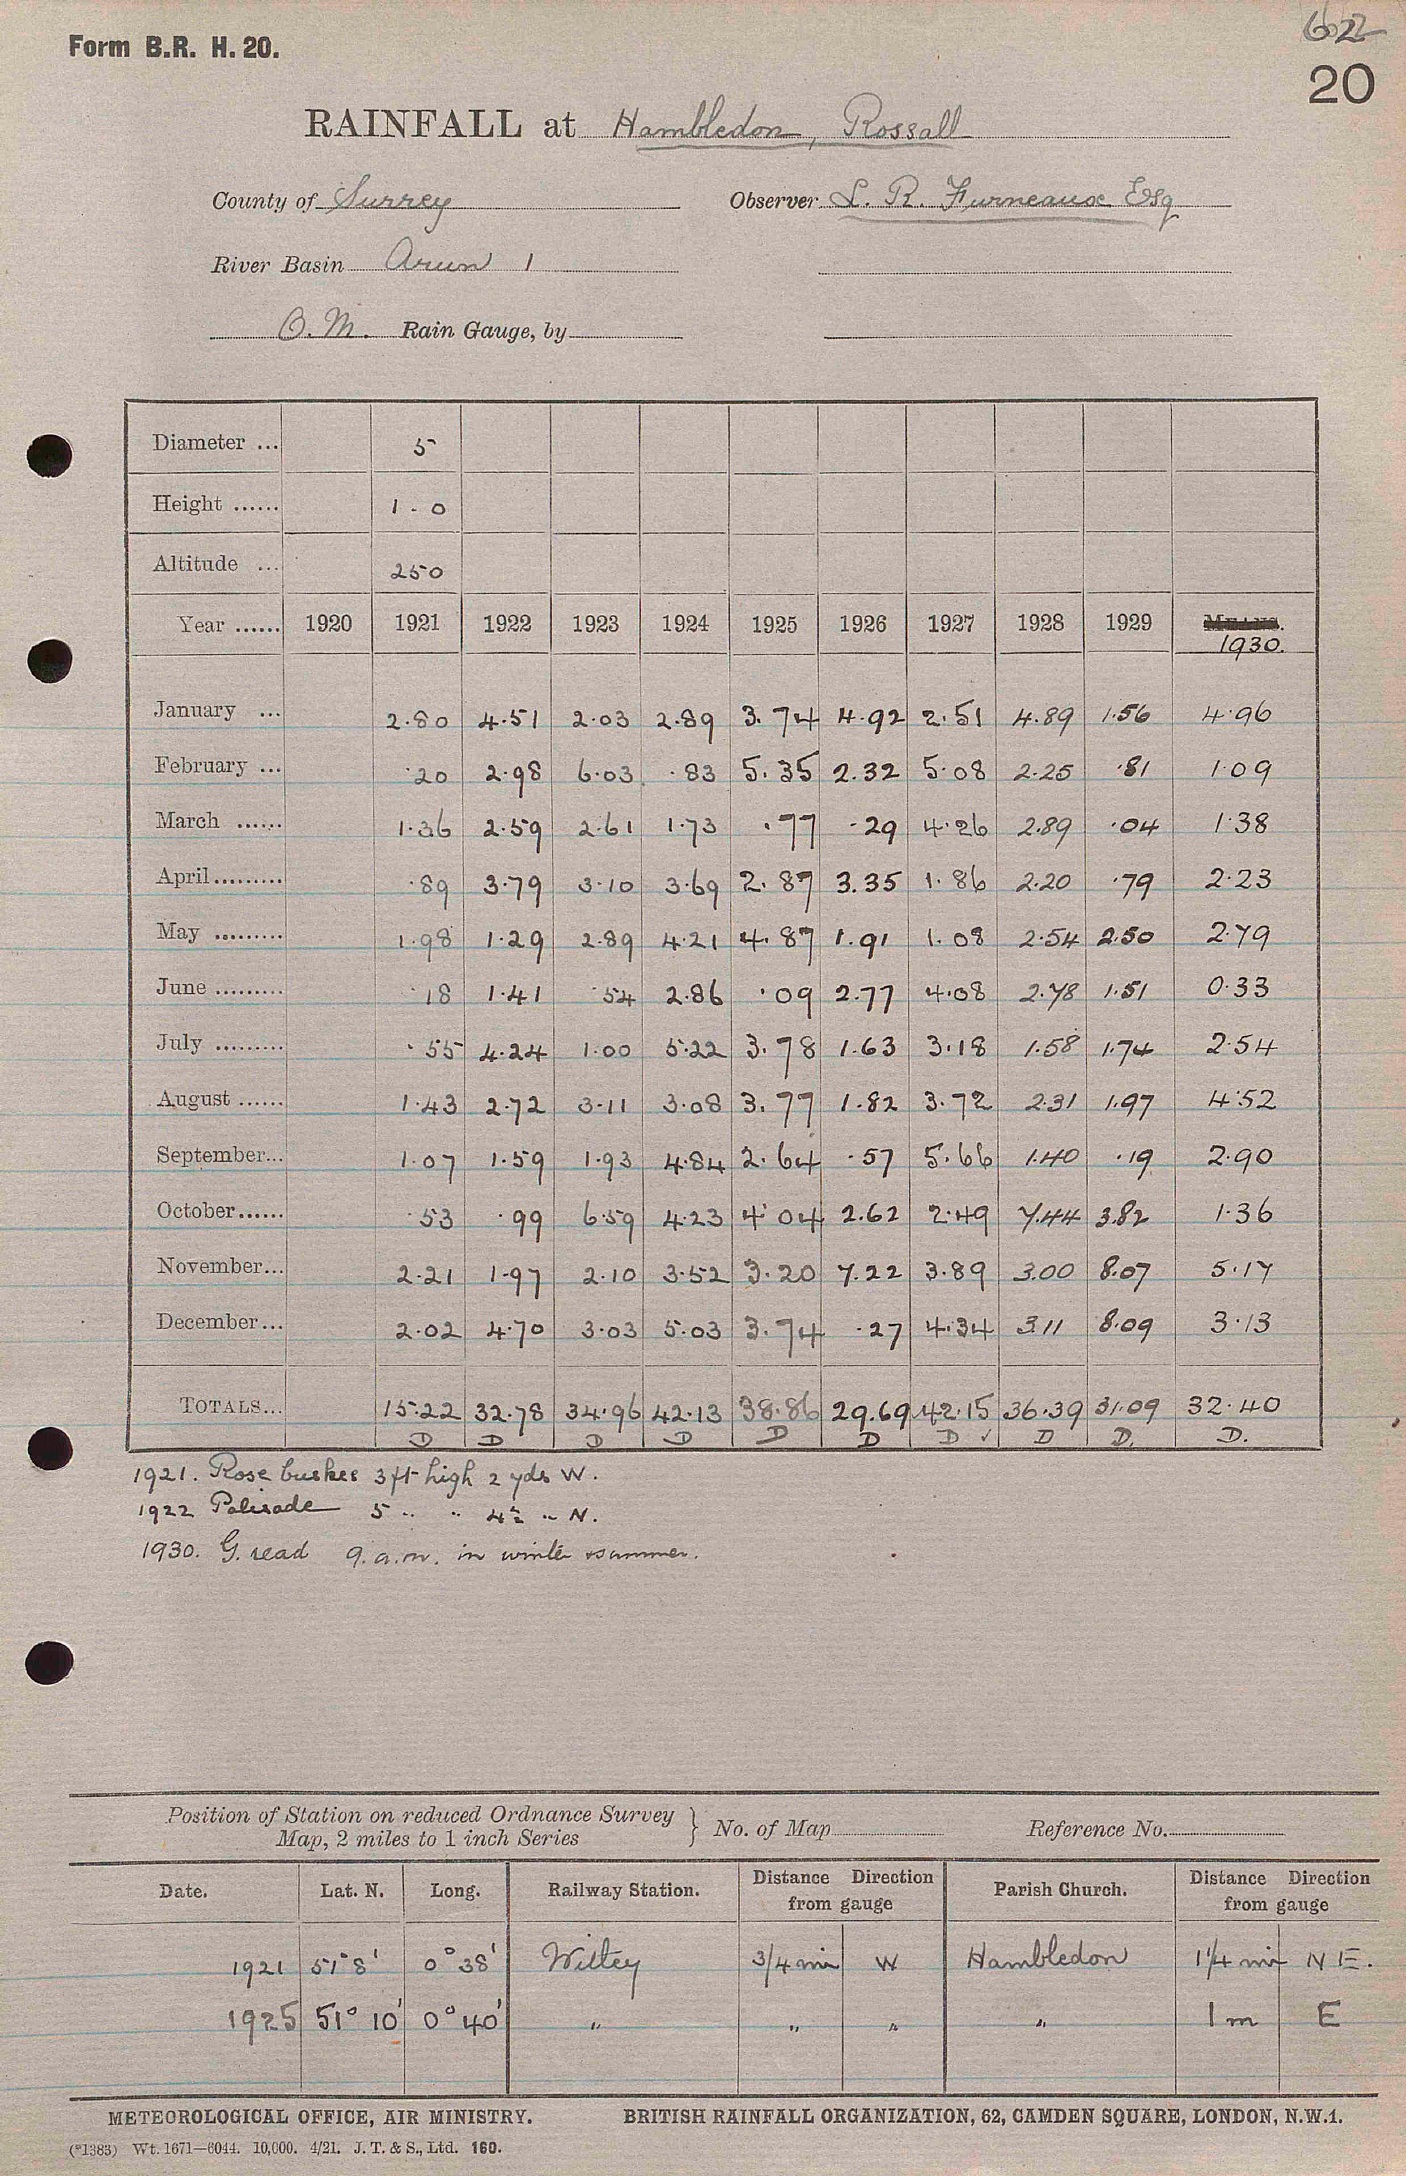 622
Form B.R. H. 20.
20
RAINFALL at Hambledon, Rossall
County of Surrey Observer L. R. Furneaux Esq
River Basin Arun 1
O.M. Rain Gauge, by
Diameter ... 5
Height ...... 1 - 0
Altitude ... 250
Year ...... 1920 1921 1922 1923 1924 1925 1926 1927 1928 1929 MEANS.
1930.
January ... 2.80 4.51 2.03 2.89 3.74 4.92 2.51 4.89 1.56 4.96
February ... .20 2.98 6.03 .83 5.35 2.32 5.08 2.25 .81 1.09
March ...... 1.36 2.59 2.61 1.73 .77 .29 4.26 2.89 .04 1.38
April ......... .89 3.79 3.10 3.69 2.87 3.35 1.86 2.20 .79 2.23
May ......... 1.98 1.29 2.89 4.21 4.87 1.91 1.08 2.54 2.50 2.79
June ......... .18 1.41 .54 2.86 .09 2.77 4.08 2.78 1.51 0.33
July ......... .55 4.24 1.00 5.22 3.78 1.63 3.18 1.58 1.74 2.54
August ...... 1.43 2.72 3.11 3.08 3.77 1.82 3.72 2.31 1.97 4.52
September... 1.07 1.59 1.93 4.84 2.64 .57 5.66 1.40 .19 2.90
October...... .53 .99 6.59 4.23 4.04 2.62 2.49 7.44 3.82 1.36
November... 2.21 1.97 2.10 3.52 3.20 7.22 3.89 3.00 8.07 5.17
December... 2.02 4.70 3.03 5.03 3.74 .27 4.34 3.11 8.09 3.13
TOTALS... 15.22 32.78 34.96 42.13 38.86 29.69 42.15 36.39 31.09 32.40
D D D D D D D ✓ D D. D.
1921. Rose bushes 3 ft high 2 yds W.
1922 Palisade 5 " " 4½ " N.
1930. G. read 9 a.m. in winter & summer.
Position of Station on reduced Ordnance Survey
Map, 2 miles to 1 inch Series } No. of Map Reference No.
Date. Lat. N. Long. Railway Station. Distance Direction from gauge Parish Church. Distance Direction from gauge
1921 51° 8' 0° 38' Witley 3/4 mi W Hambledon 1¼ mi N E.
1925 51° 10' 0° 40' " " " " 1 m E
METEOROLOGICAL OFFICE, AIR MINISTRY. BRITISH RAINFALL ORGANIZATION, 62, CAMDEN SQUARE, LONDON, N.W.1.
(*1383) Wt. 1671—6044. 10,000. 4/21. J. T. & S., Ltd. 160.